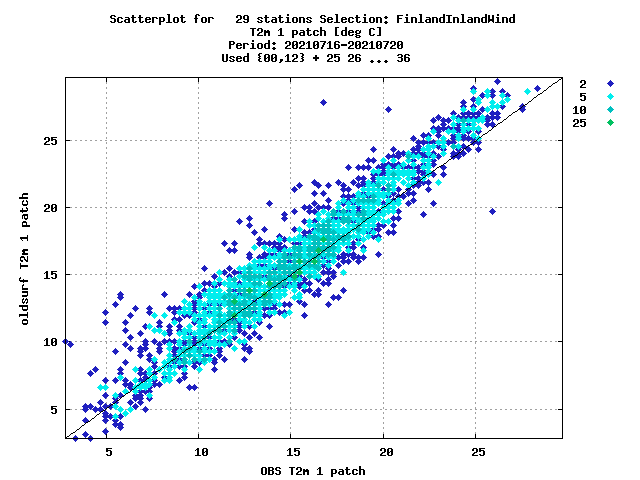 Scatterplot for   29 stations Selection: FinlandInlandWind
T2m 1 patch [deg C]
Period: 20210716-20210720
Used {00,12} + 25 26 ... 36
2
5
10
25
25
20
15
10
5
oldsurf T2m 1 patch
5 10 15 20 25
OBS T2m 1 patch